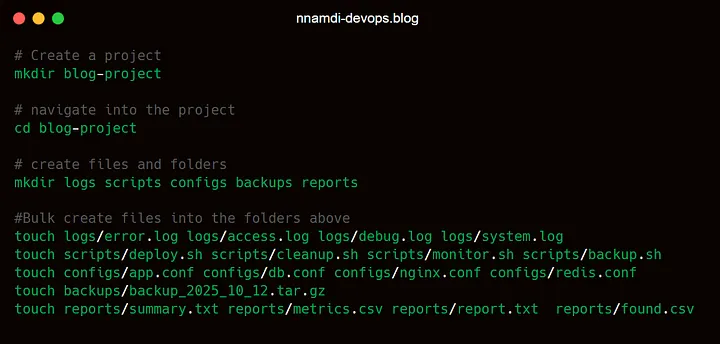 nnamdi-devops.blog
# Create a project
mkdir blog-project
# navigate into the project
cd blog-project
# create files and folders
mkdir logs scripts configs backups reports
#Bulk create files into the folders above
touch logs/error.log logs/access.log logs/debug.log logs/system.log
touch scripts/deploy.sh scripts/cleanup.sh scripts/monitor.sh scripts/backup.sh
touch configs/app.conf configs/db.conf configs/nginx.conf configs/redis.conf
touch backups/backup_2025_10_12.tar.gz
touch reports/summary.txt reports/metrics.csv reports/report.txt  reports/found.csv